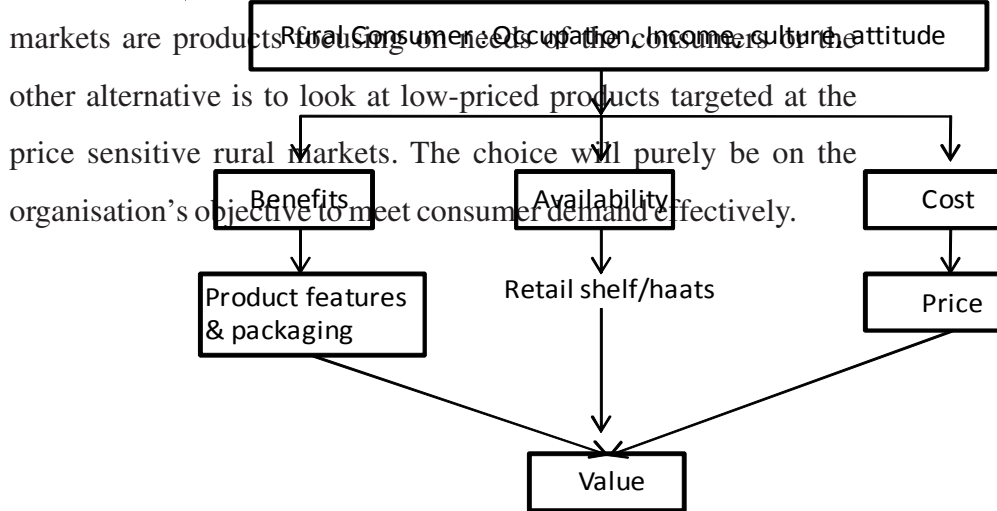 markets are products focusing on needs of the consumers or the
other alternative is to look at low-priced products targeted at the
price sensitive rural markets. The choice will purely be on the
organisation's objective to meet consumer demand effectively.
Rural Consumer : Occupation, Income, culture, attitude
Benefits
Availability
Cost
Product features
& packaging
Retail shelf/haats
Price
Value